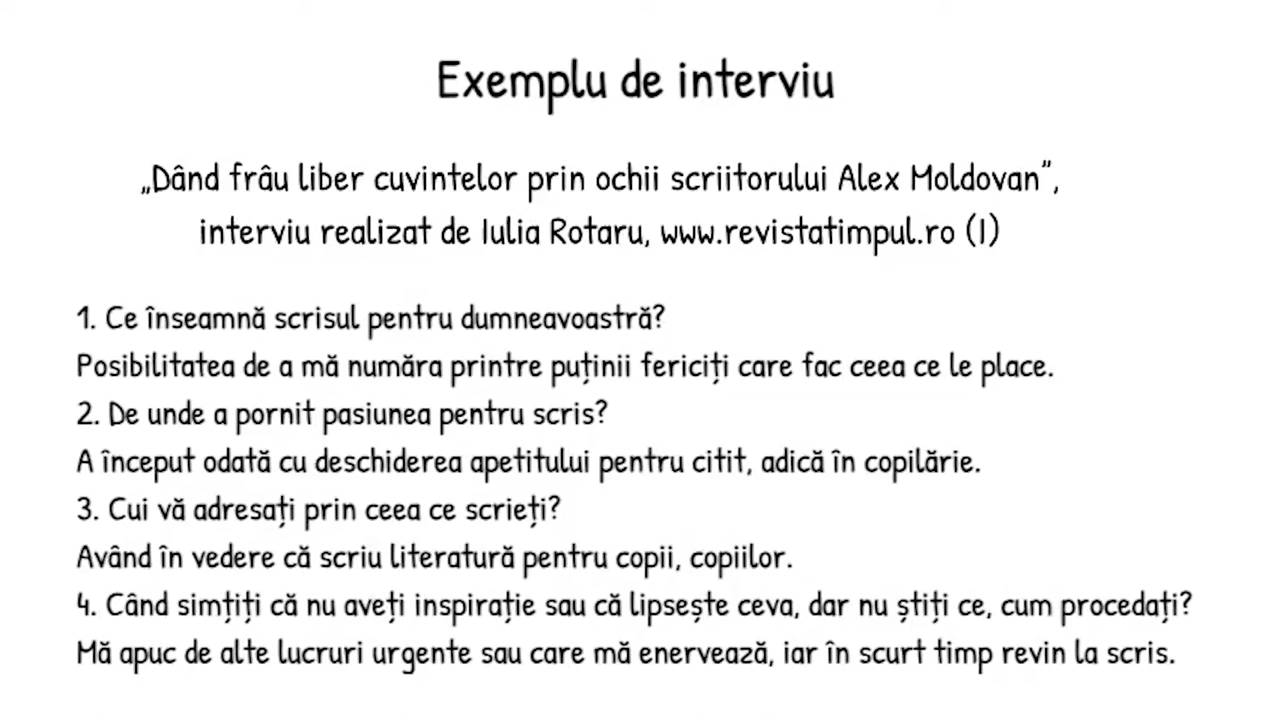 Exemplu de interviu
„Dând frâu liber cuvintelor prin ochii scriitorului Alex Moldovan”,
interviu realizat de Iulia Rotaru, www.revistatimpul.ro (I)
1. Ce înseamnă scrisul pentru dumneavoastră?
Posibilitatea de a mă număra printre puținii fericiți care fac ceea ce le place.
2. De unde a pornit pasiunea pentru scris?
A început odată cu deschiderea apetitului pentru citit, adică în copilărie.
3. Cui vă adresați prin ceea ce scrieți?
Având în vedere că scriu literatură pentru copii, copiilor.
4. Când simțiți că nu aveți inspirație sau că lipsește ceva, dar nu știți ce, cum procedați?
Mă apuc de alte lucruri urgente sau care mă enervează, iar în scurt timp revin la scris.